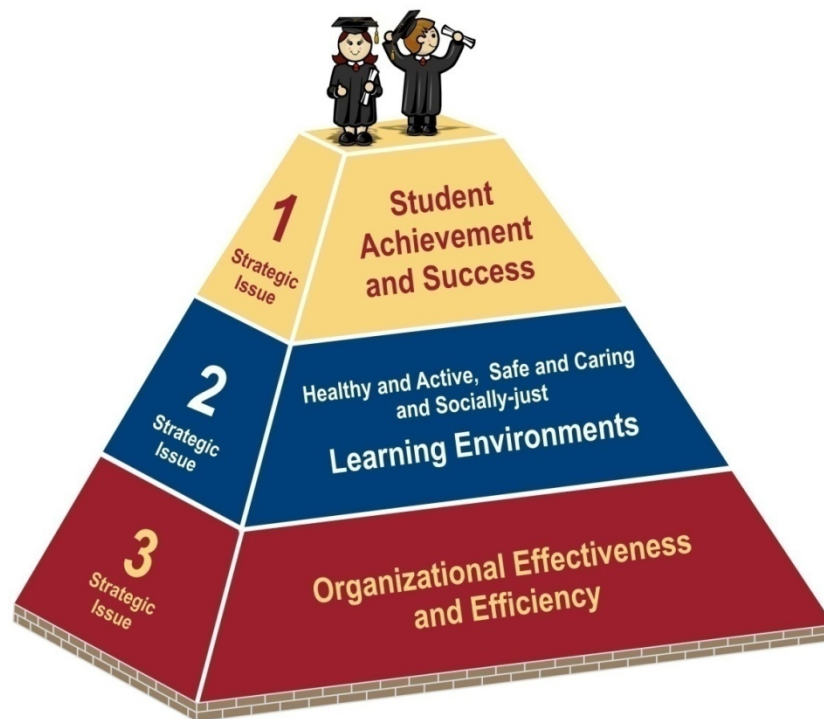 1
Strategic
Issue
Student
Achievement
and Success
2
Strategic
Issue
Healthy and Active, Safe and Caring
and Socially-just
Learning Environments
3
Strategic
Issue
Organizational Effectiveness
and Efficiency